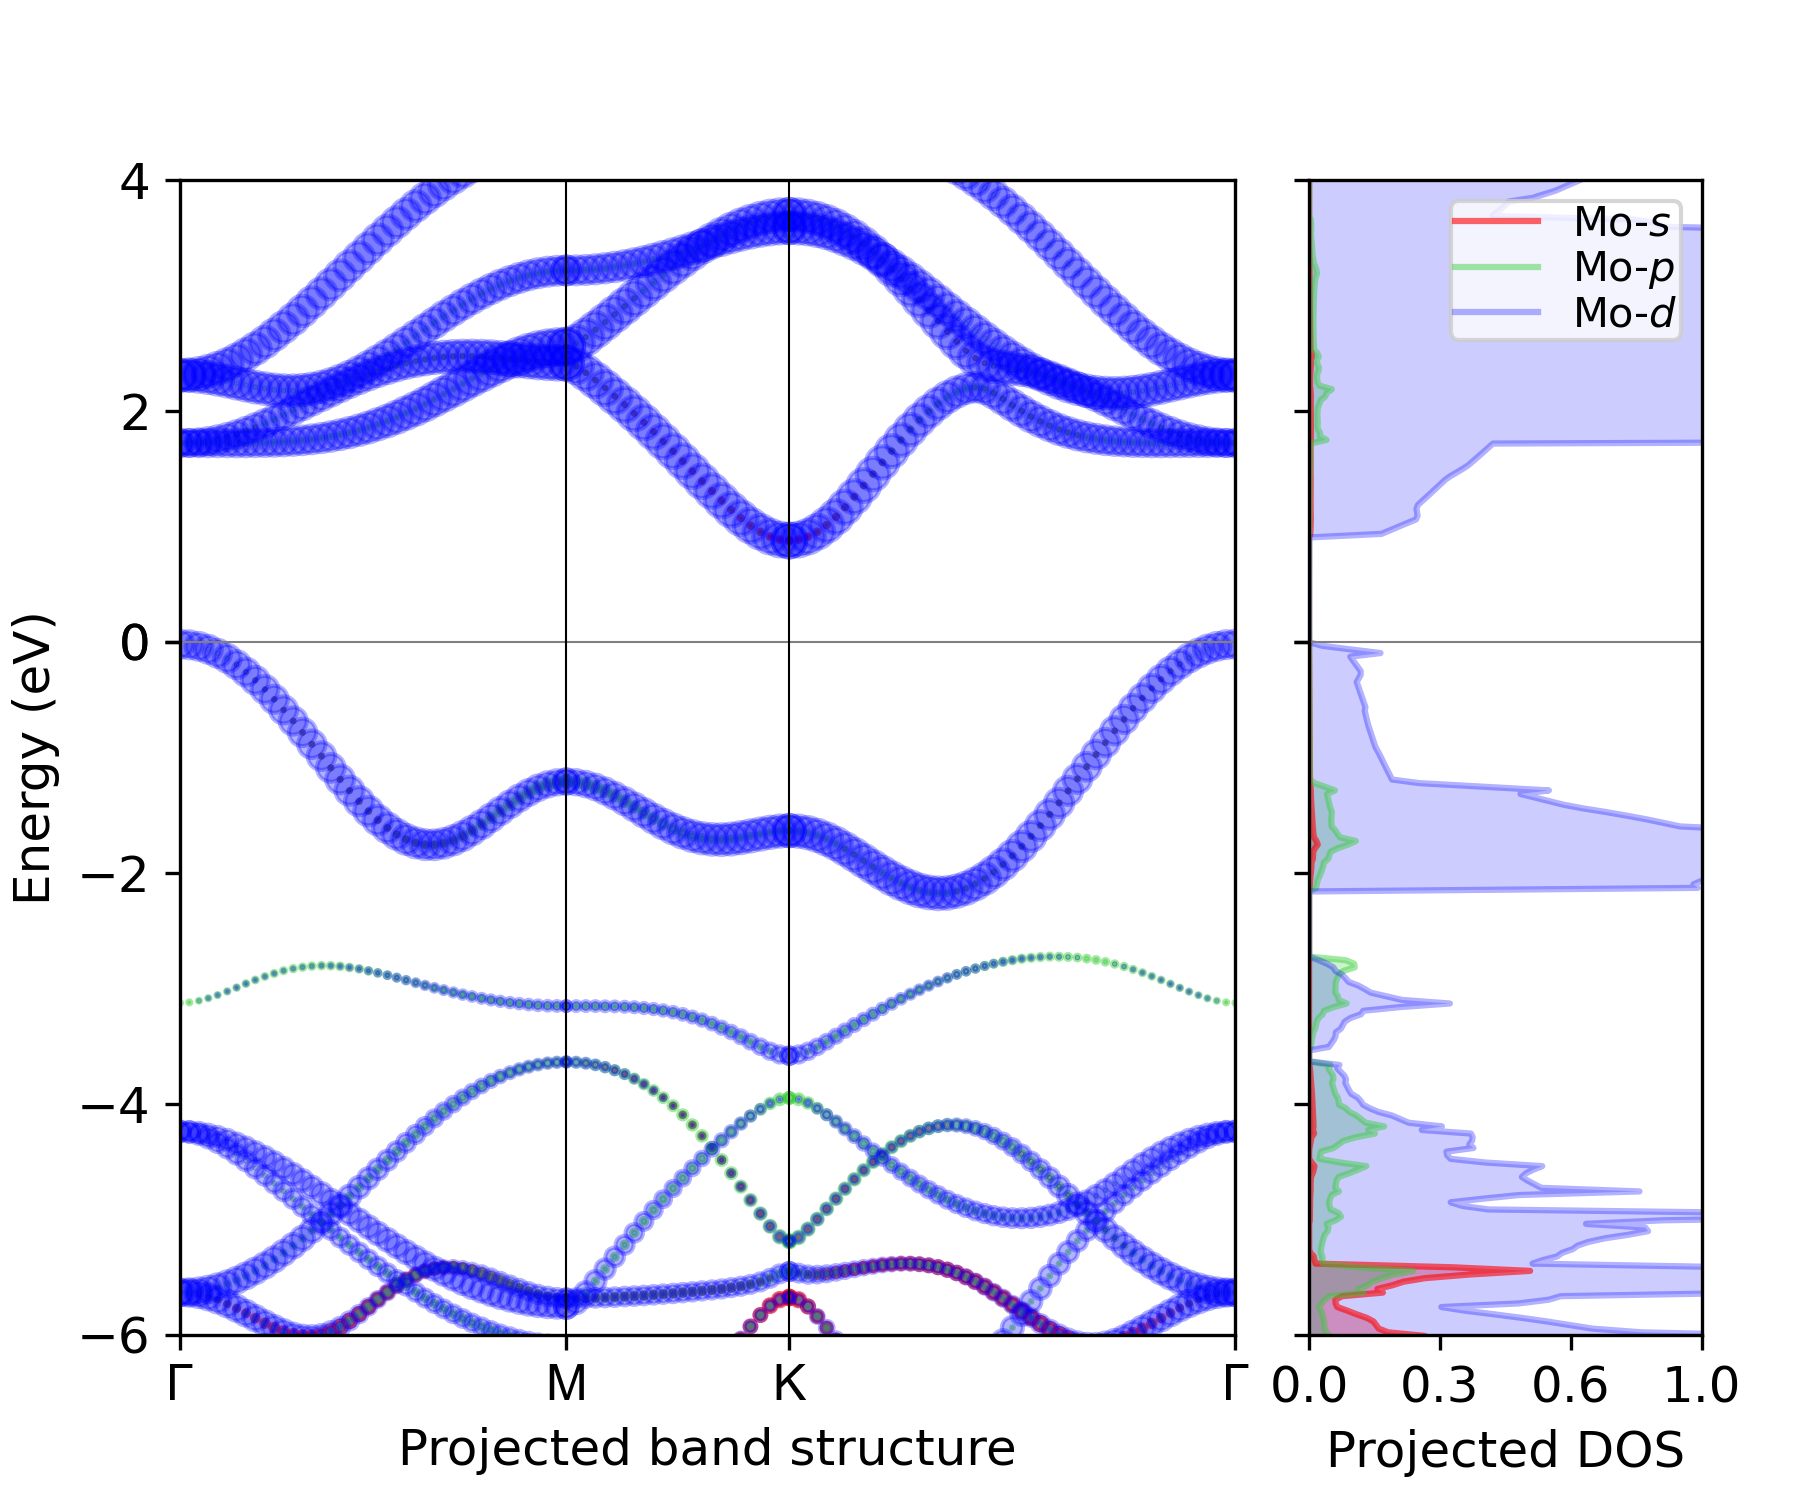 4
2
0
−2
−4
−6
Energy (eV)
Γ M K Γ
Projected band structure
Mo-s
Mo-p
Mo-d
0.0 0.3 0.6 1.0
Projected DOS